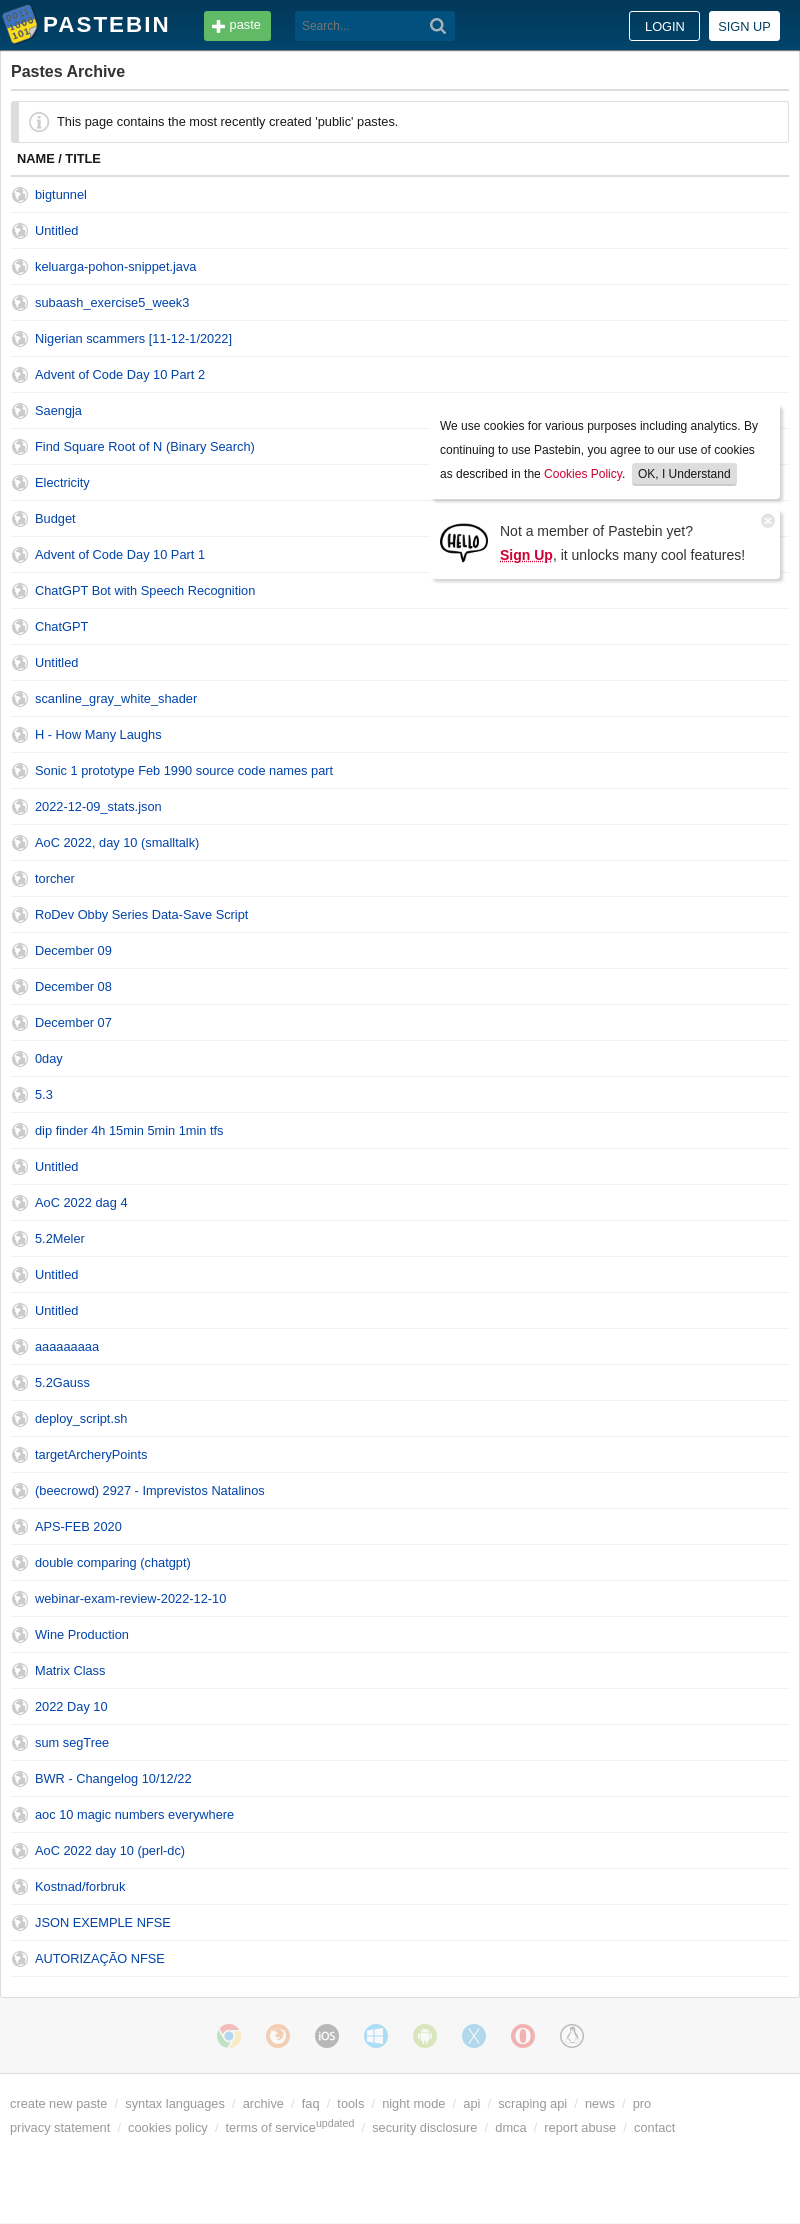 PASTEBIN paste Search... LOGIN SIGN UP
Pastes Archive
This page contains the most recently created 'public' pastes.
NAME / TITLE
bigtunnel
Untitled
keluarga-pohon-snippet.java
subaash_exercise5_week3
Nigerian scammers [11-12-1/2022]
Advent of Code Day 10 Part 2
Saengja
Find Square Root of N (Binary Search)
Electricity
Budget
Advent of Code Day 10 Part 1
ChatGPT Bot with Speech Recognition
ChatGPT
Untitled
scanline_gray_white_shader
H - How Many Laughs
Sonic 1 prototype Feb 1990 source code names part
2022-12-09_stats.json
AoC 2022, day 10 (smalltalk)
torcher
RoDev Obby Series Data-Save Script
December 09
December 08
December 07
0day
5.3
dip finder 4h 15min 5min 1min tfs
Untitled
AoC 2022 dag 4
5.2Meler
Untitled
Untitled
aaaaaaaaa
5.2Gauss
deploy_script.sh
targetArcheryPoints
(beecrowd) 2927 - Imprevistos Natalinos
APS-FEB 2020
double comparing (chatgpt)
webinar-exam-review-2022-12-10
Wine Production
Matrix Class
2022 Day 10
sum segTree
BWR - Changelog 10/12/22
aoc 10 magic numbers everywhere
AoC 2022 day 10 (perl-dc)
Kostnad/forbruk
JSON EXEMPLE NFSE
AUTORIZAÇÃO NFSE
We use cookies for various purposes including analytics. By
continuing to use Pastebin, you agree to our use of cookies
as described in the Cookies Policy. OK, I Understand
HELLO
Not a member of Pastebin yet?
Sign Up, it unlocks many cool features!
iOS
create new paste / syntax languages / archive / faq / tools / night mode / api / scraping api / news / pro
privacy statement / cookies policy / terms of service updated / security disclosure / dmca / report abuse / contact